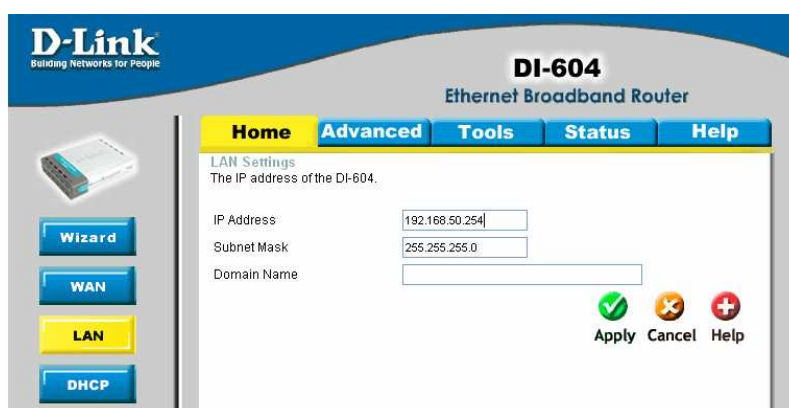 D-Link
Building Networks for People
DI-604
Ethernet Broadband Router
Home Advanced Tools Status Help
LAN Settings
The IP address of the DI-604.
IP Address 192.168.50.254
Subnet Mask 255.255.255.0
Domain Name
Wizard
WAN
LAN
DHCP
Apply Cancel Help